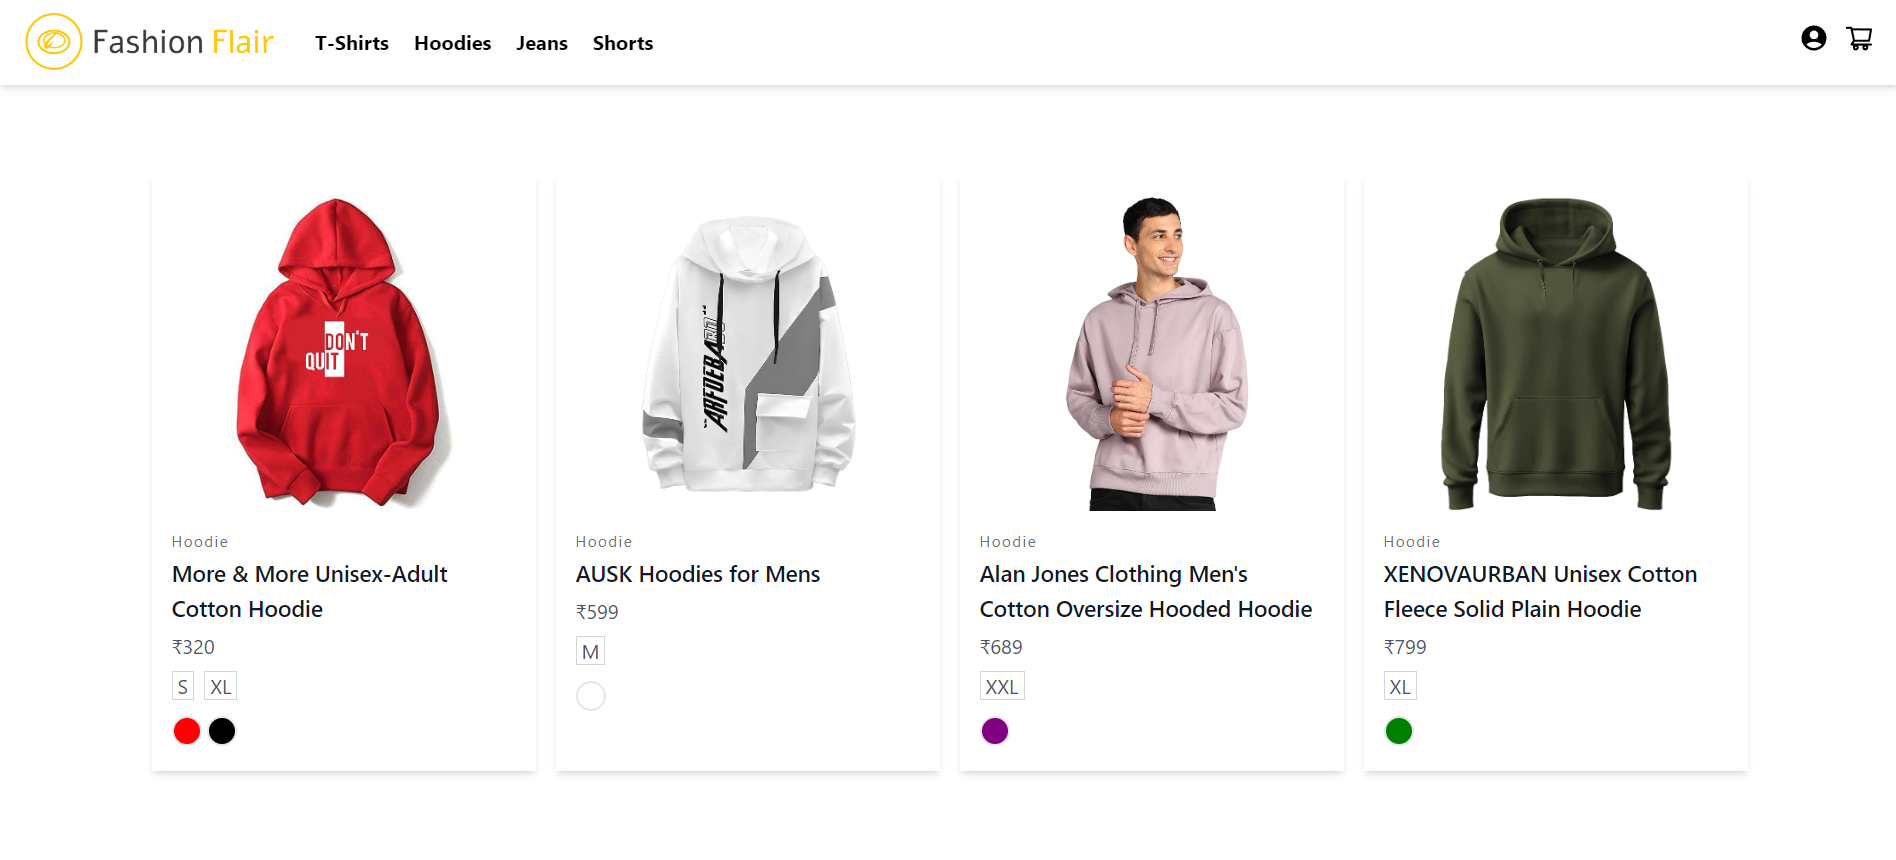 Fashion Flair
T-Shirts Hoodies Jeans Shorts
DON'T
QUIT
Hoodie
More & More Unisex-Adult
Cotton Hoodie
₹320
S XL
Hoodie
AUSK Hoodies for Mens
₹599
M
Hoodie
Alan Jones Clothing Men's
Cotton Oversize Hooded Hoodie
₹689
XXL
Hoodie
XENOVAURBAN Unisex Cotton
Fleece Solid Plain Hoodie
₹799
XL